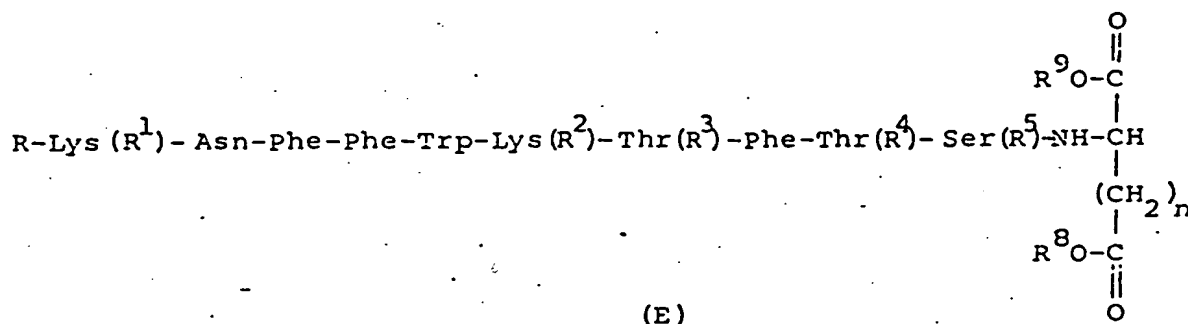 O
R⁹O-C
R-Lys (R¹)- Asn-Phe-Phe-Trp-Lys (R²)-Thr(R³)-Phe-Thr(R⁴)- Ser(R⁵)-NH-CH
(CH₂)n
R⁸O-C
O
(E)